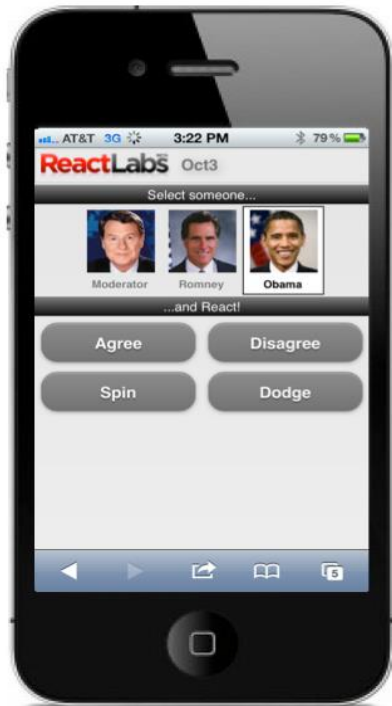 AT&T 3G 3:22 PM 79%
ReactLabs Oct3
Select someone...
Moderator Romney Obama
...and React!
Agree Disagree
Spin Dodge
5